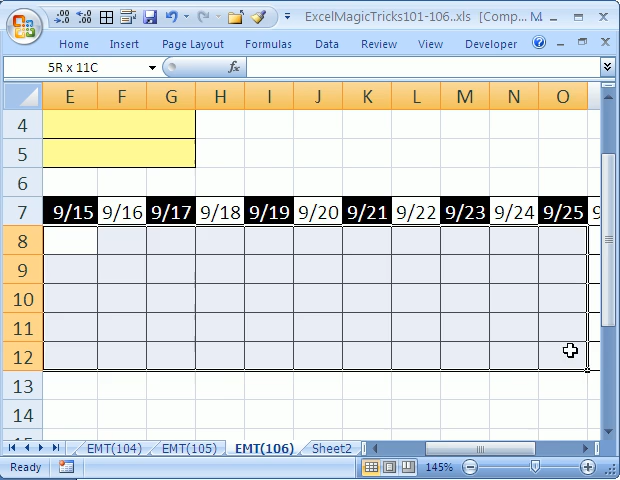 ExcelMagicTricks101-106..xls [Comp... M
Home Insert Page Layout Formulas Data Review View Developer
5R x 11C fx
E F G H I J K L M N O
4
5
6
7 9/15 9/16 9/17 9/18 9/19 9/20 9/21 9/22 9/23 9/24 9/25 9
8
9
10
11
12
13
14
EMT(104) EMT(105) EMT(106) Sheet2
Ready 145%